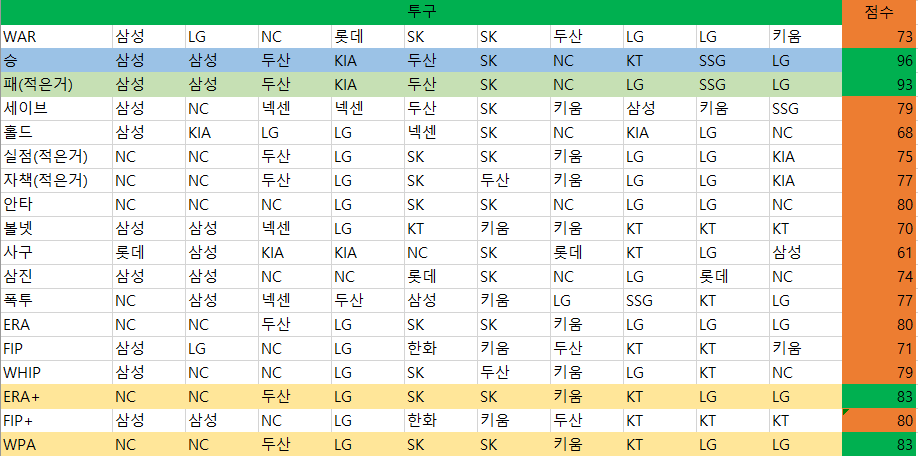 투구 점수
WAR 삼성 LG NC 롯데 SK SK 두산 LG LG 키움 73
승 삼성 삼성 두산 KIA 두산 SK NC KT SSG LG 96
패(적은거) 삼성 삼성 두산 KIA 두산 SK NC LG SSG LG 93
세이브 삼성 NC 넥센 넥센 두산 SK 키움 삼성 키움 SSG 79
홀드 삼성 KIA LG LG 넥센 SK NC KIA LG NC 68
실점(적은거) NC NC 두산 LG SK SK 키움 LG LG KIA 75
자책(적은거) NC NC 두산 LG SK 두산 키움 LG LG KIA 77
안타 NC NC NC LG SK SK NC LG LG NC 80
볼넷 삼성 삼성 넥센 LG KT 키움 키움 KT KT KT 70
사구 롯데 삼성 KIA KIA NC SK 롯데 KT LG 삼성 61
삼진 삼성 삼성 NC NC 롯데 SK NC LG 롯데 NC 74
폭투 NC 삼성 넥센 두산 삼성 키움 LG SSG KT LG 77
ERA NC NC 두산 LG SK SK 키움 LG LG LG 80
FIP 삼성 LG NC LG 한화 키움 두산 KT KT 키움 71
WHIP 삼성 NC NC LG SK 두산 키움 LG KT NC 79
ERA+ NC NC 두산 LG SK SK 키움 KT LG LG 83
FIP+ 삼성 삼성 NC LG 한화 키움 두산 KT KT KT 80
WPA NC NC 두산 LG SK SK 키움 KT LG LG 83